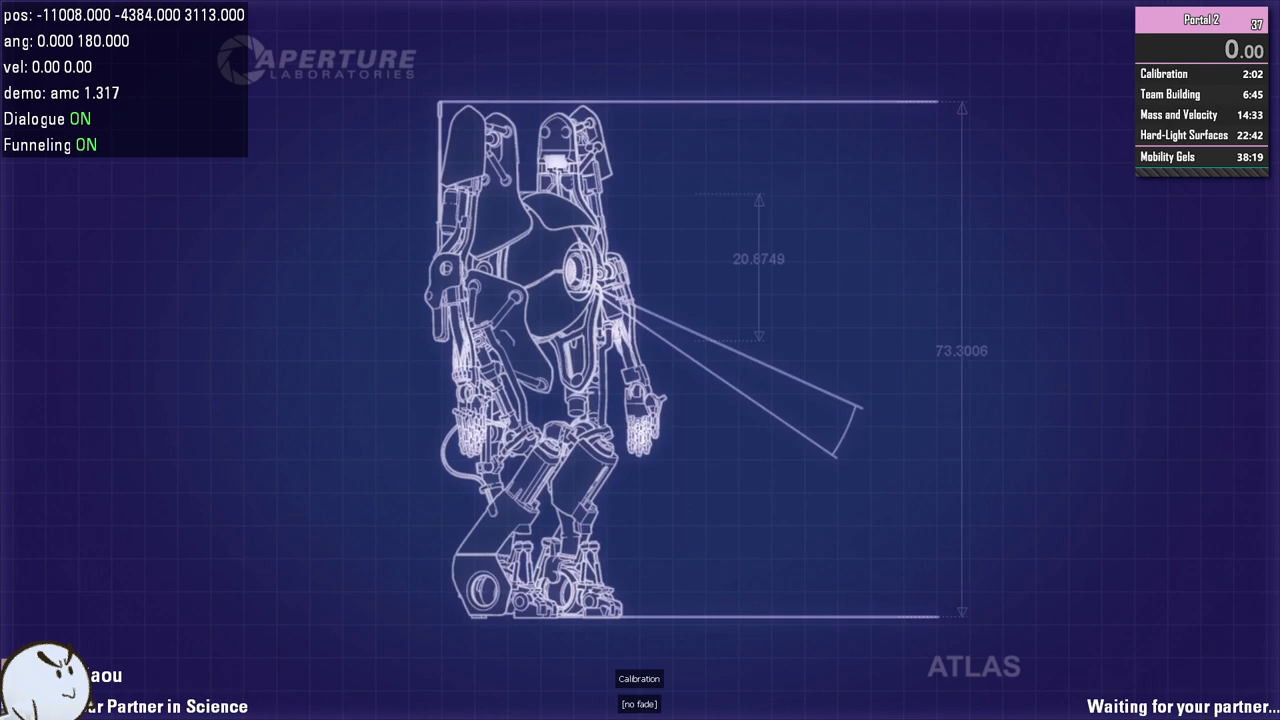 pos: -11008.000 -4384.000 3113.000
ang: 0.000 180.000
vel: 0.00 0.00
demo: amc 1.317
Dialogue ON
Funneling ON
APERTURE
LABORATORIES
Portal 2
37
0.00
Calibration 2:02
Team Building 6:45
Mass and Velocity 14:33
Hard-Light Surfaces 22:42
Mobility Gels 38:19
20.6749
73.3006
ATLAS
aou
ur Partner in Science
Calibration
[no fade]
Waiting for your partner...